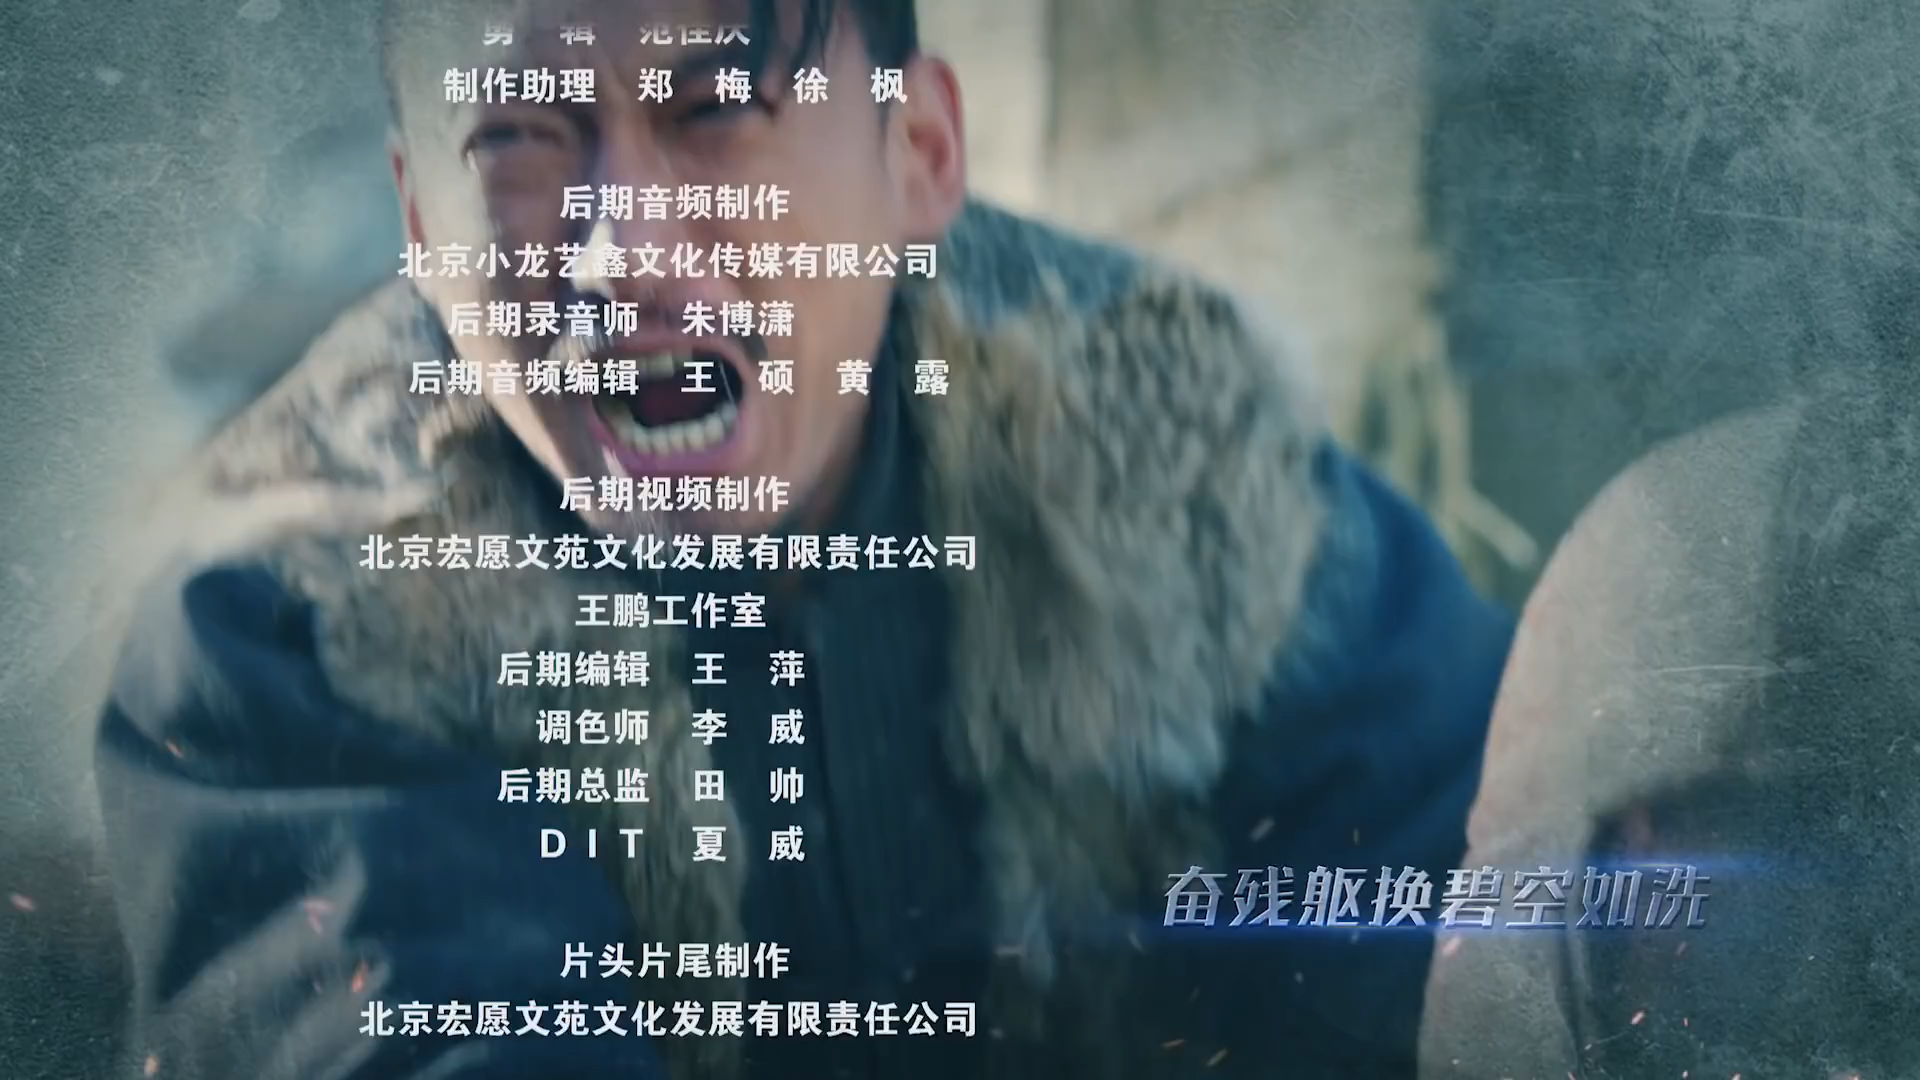 剪 辑 范佳庆
制作助理 郑 梅 徐 枫
后期音频制作
北京小龙艺鑫文化传媒有限公司
后期录音师 朱博潇
后期音频编辑 王 硕 黄 露
后期视频制作
北京宏愿文苑文化发展有限责任公司
王鹏工作室
后期编辑 王 萍
调色师 李 威
后期总监 田 帅
DIT 夏 威
奋残躯换碧空如洗
片头片尾制作
北京宏愿文苑文化发展有限责任公司